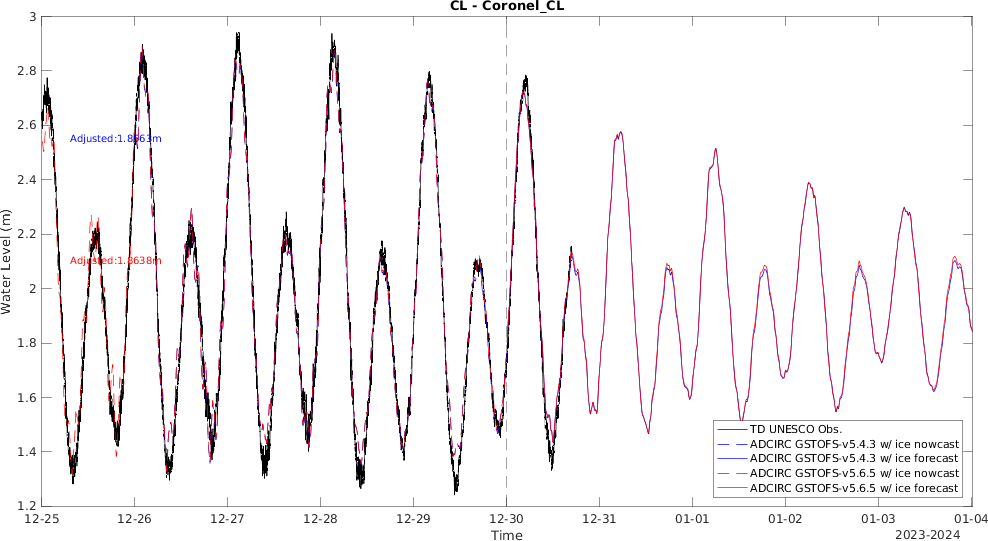 CL - Coronel_CL
3
2.8
2.6
2.4
2.2
2
1.8
1.6
1.4
1.2
Water Level (m)
Adjusted:1.8663m
Adjusted:1.8638m
TD UNESCO Obs.
ADCIRC GSTOFS-v5.4.3 w/ ice nowcast
ADCIRC GSTOFS-v5.4.3 w/ ice forecast
ADCIRC GSTOFS-v5.6.5 w/ ice nowcast
ADCIRC GSTOFS-v5.6.5 w/ ice forecast
12-25 12-26 12-27 12-28 12-29 12-30 12-31 01-01 01-02 01-03 01-04
Time
2023-2024